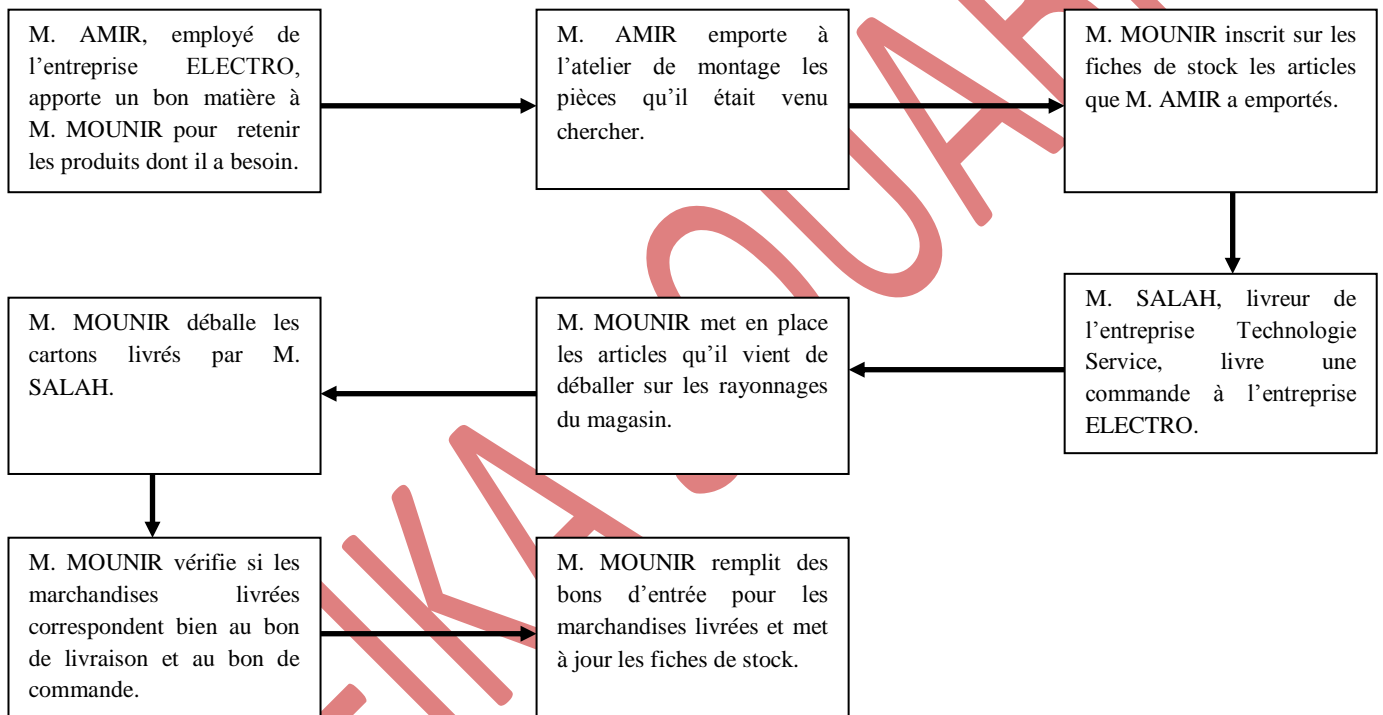 M. AMIR, employé de
l’entreprise ELECTRO,
apporte un bon matière à
M. MOUNIR pour retenir
les produits dont il a besoin.
M. AMIR emporte à
l’atelier de montage les
pièces qu’il était venu
chercher.
M. MOUNIR inscrit sur les
fiches de stock les articles
que M. AMIR a emportés.
M. SALAH, livreur de
l’entreprise Technologie
Service, livre une
commande à l’entreprise
ELECTRO.
M. MOUNIR met en place
les articles qu’il vient de
déballer sur les rayonnages
du magasin.
M. MOUNIR déballe les
cartons livrés par M.
SALAH.
M. MOUNIR vérifie si les
marchandises livrées
correspondent bien au bon
de livraison et au bon de
commande.
M. MOUNIR remplit des
bons d’entrée pour les
marchandises livrées et met
à jour les fiches de stock.